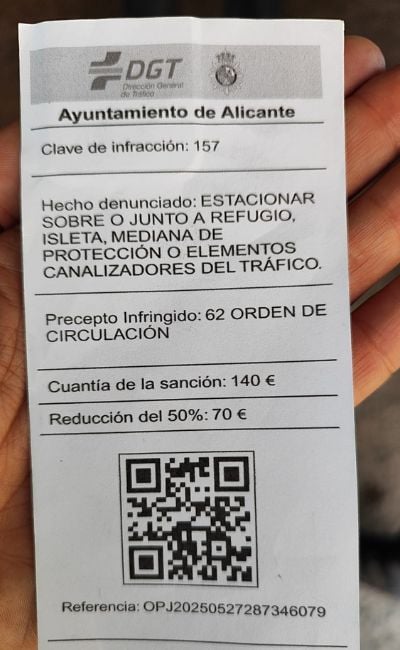 DGT
Dirección General
de Tráfico
Ayuntamiento de Alicante
Clave de infracción: 157
Hecho denunciado: ESTACIONAR
SOBRE O JUNTO A REFUGIO,
ISLETA, MEDIANA DE
PROTECCIÓN O ELEMENTOS
CANALIZADORES DEL TRÁFICO.
Precepto Infringido: 62 ORDEN DE
CIRCULACIÓN
Cuantía de la sanción: 140 €
Reducción del 50%: 70 €
Referencia: OPJ20250527287346079